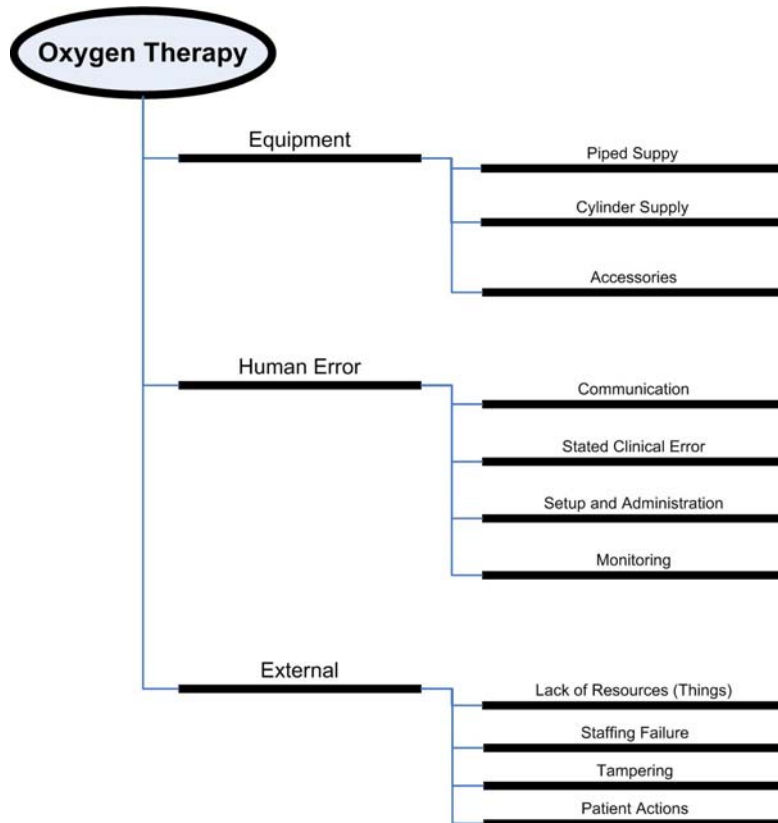 Oxygen Therapy
Equipment
Piped Suppy
Cylinder Supply
Accessories
Human Error
Communication
Stated Clinical Error
Setup and Administration
Monitoring
External
Lack of Resources (Things)
Staffing Failure
Tampering
Patient Actions